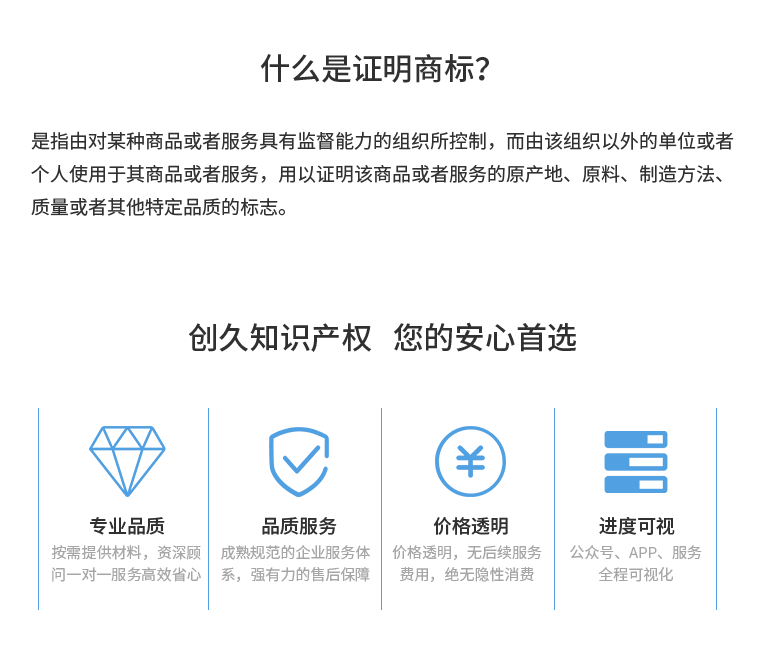 什么是证明商标？
是指由对某种商品或者服务具有监督能力的组织所控制，而由该组织以外的单位或者
个人使用于其商品或者服务，用以证明该商品或者服务的原产地、原料、制造方法、
质量或者其他特定品质的标志。
创久知识产权 您的安心首选
专业品质
按需提供材料，资深顾
问一对一服务高效省心
品质服务
成熟规范的企业服务体
系，强有力的售后保障
价格透明
价格透明，无后续服务
费用，绝无隐性消费
进度可视
公众号、APP、服务
全程可视化